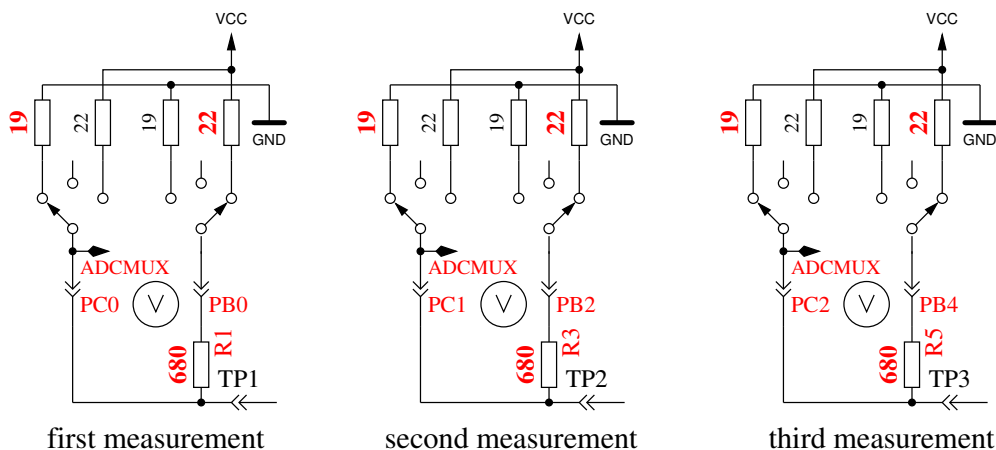 VCC
19
22
19
22
GND
ADCMUX
PC0
V
PB0
R1
680
TP1
first measurement
VCC
19
22
19
22
GND
ADCMUX
PC1
V
PB2
R3
680
TP2
second measurement
VCC
19
22
19
22
GND
ADCMUX
PC2
V
PB4
R5
680
TP3
third measurement